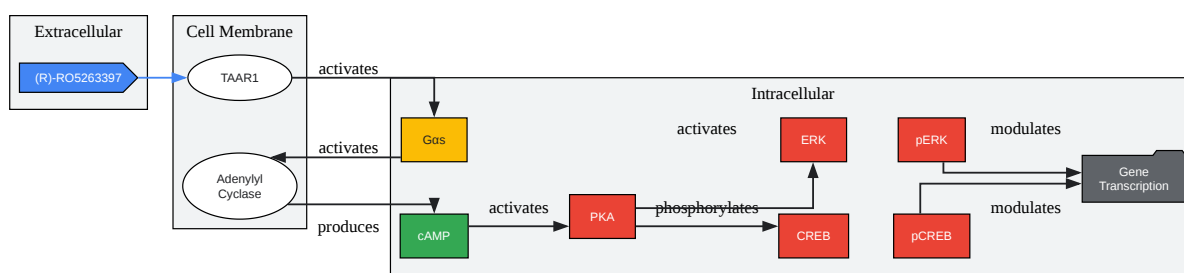 Extracellular
(R)-RO5263397
Cell Membrane
TAAR1
Adenylyl
Cyclase
activates
activates
produces
Intracellular
Gαs
cAMP
activates
PKA
activates
phosphorylates
ERK
CREB
pERK
pCREB
modulates
modulates
Gene
Transcription